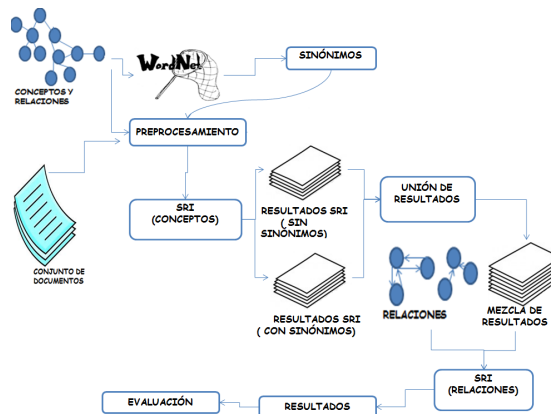 WordNet
SINÓNIMOS
CONCEPTOS Y
RELACIONES
PREPROCESAMIENTO
SRI
(CONCEPTOS)
RESULTADOS SRI
( SIN
SINÓNIMOS)
UNIÓN DE
RESULTADOS
CONJUNTO DE
DOCUMENTOS
RESULTADOS SRI
( CON SINÓNIMOS)
RELACIONES
MEZCLA DE
RESULTADOS
SRI
(RELACIONES)
EVALUACIÓN
RESULTADOS